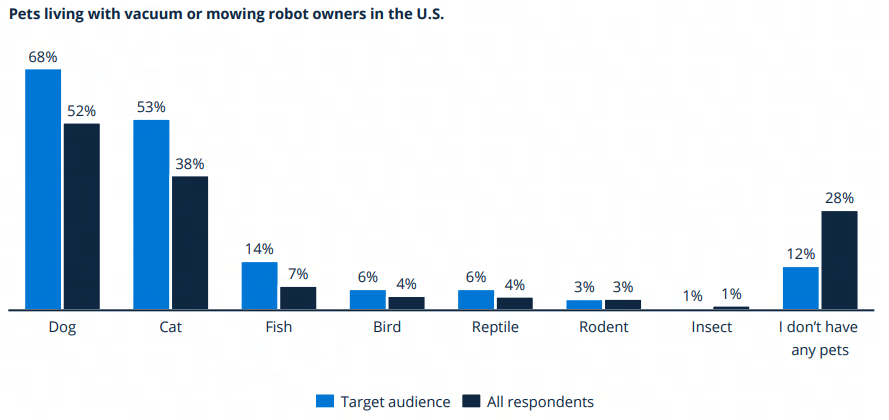 Pets living with vacuum or mowing robot owners in the U.S.
68%
52%
53%
38%
14%
7%
6%
4%
6%
4%
3%
3%
1%
1%
12%
28%
Dog
Cat
Fish
Bird
Reptile
Rodent
Insect
I don’t have
any pets
Target audience
All respondents